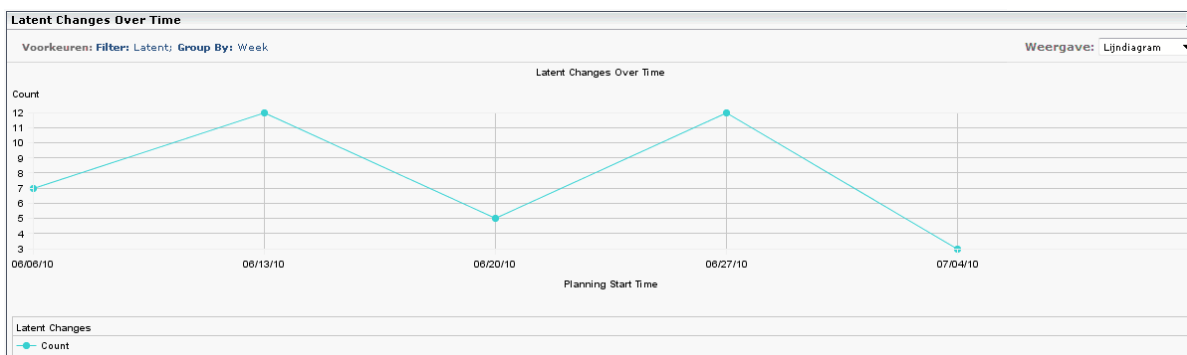 Latent Changes Over Time
Voorkeuren: Filter: Latent; Group By: Week
Weergave: Lijndiagram
Latent Changes Over Time
Count
12
11
10
9
8
7
6
5
4
3
06/06/10 06/13/10 06/20/10 06/27/10 07/04/10
Planning Start Time
Latent Changes
Count